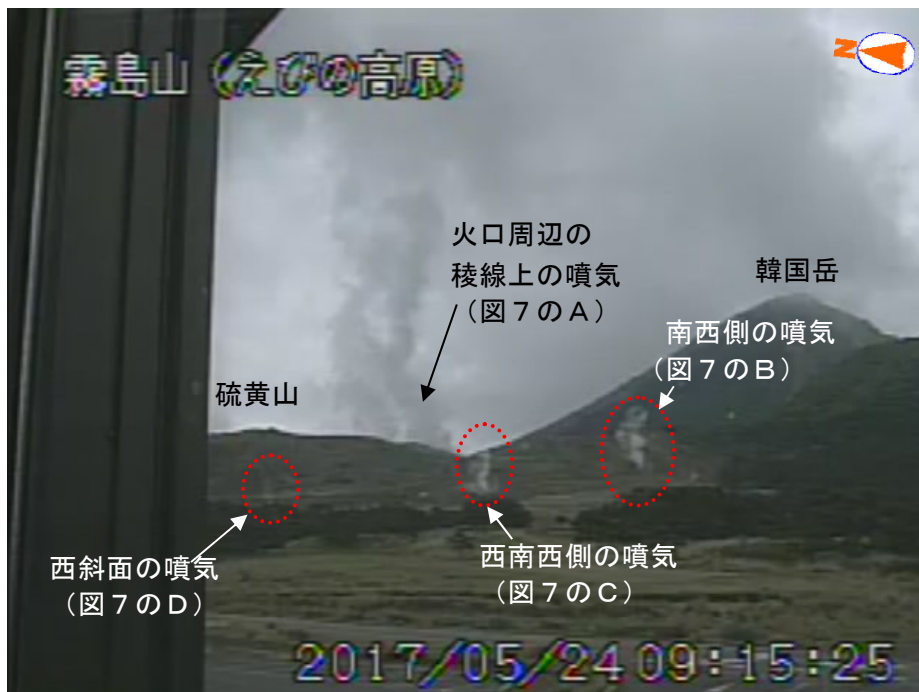 霧島山（えびの高原）
N
火口周辺の
稜線上の噴気
（図７のＡ）
韓国岳
南西側の噴気
（図７のＢ）
硫黄山
西斜面の噴気
（図７のＤ）
西南西側の噴気
（図７のＣ）
2017/05/24 09:15:25